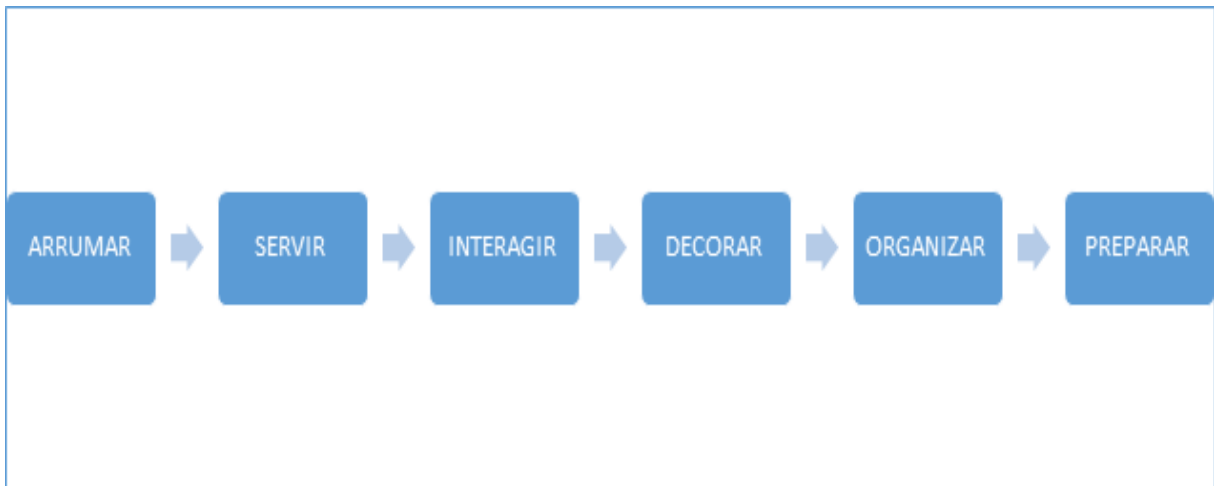 ARRUMAR
SERVIR
INTERAGIR
DECORAR
ORGANIZAR
PREPARAR